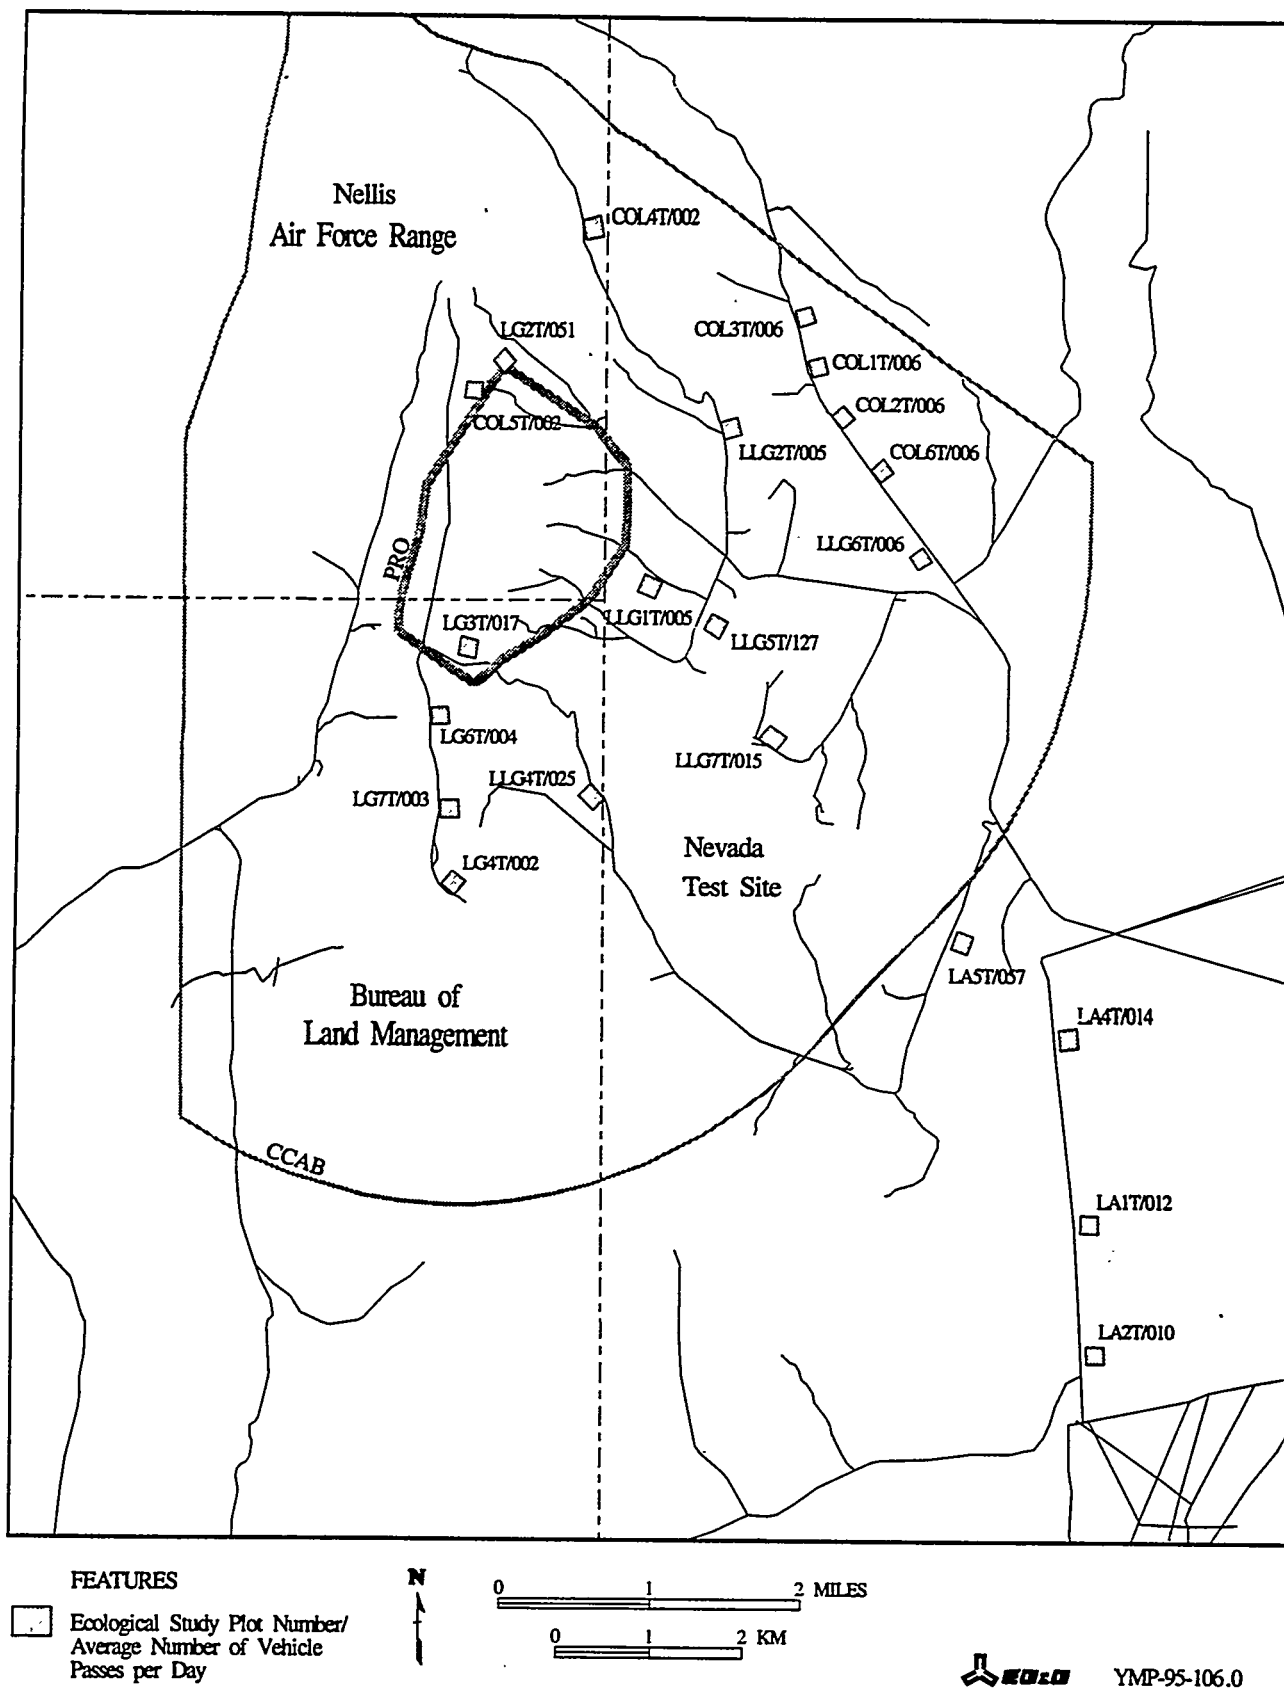 Nellis
Air Force Range
COL4T/002
COL3T/006
LG2T/051
COL1T/006
COL2T/006
COL5T/002
LLG2T/005
COL6T/006
LLG6T/006
PRO
LLG1T/005
LG3T/017
LLG5T/127
LG6T/004
LLG7T/015
LLG4T/025
LG7T/003
Nevada
Test Site
LG4T/002
LA5T/057
Bureau of
Land Management
LA4T/014
CCAB
LA1T/012
LA2T/010
FEATURES
Ecological Study Plot Number/
Average Number of Vehicle
Passes per Day
N
0 1 2 MILES
0 1 2 KM
EG&G YMP-95-106.0